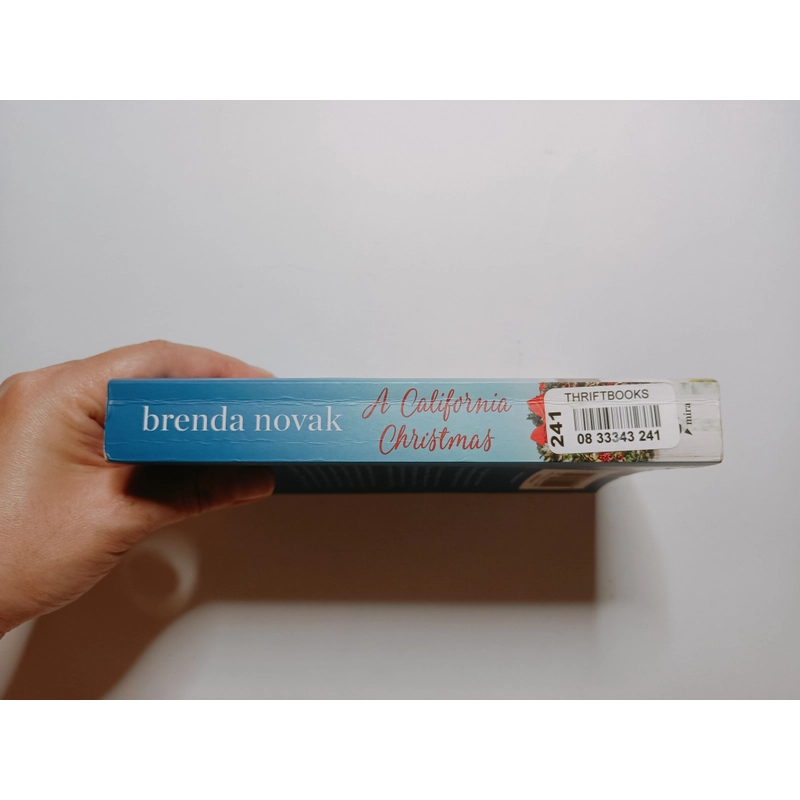 brenda novak
A California
Christmas
THRIFTBOOKS
241
08 33343 241
mira